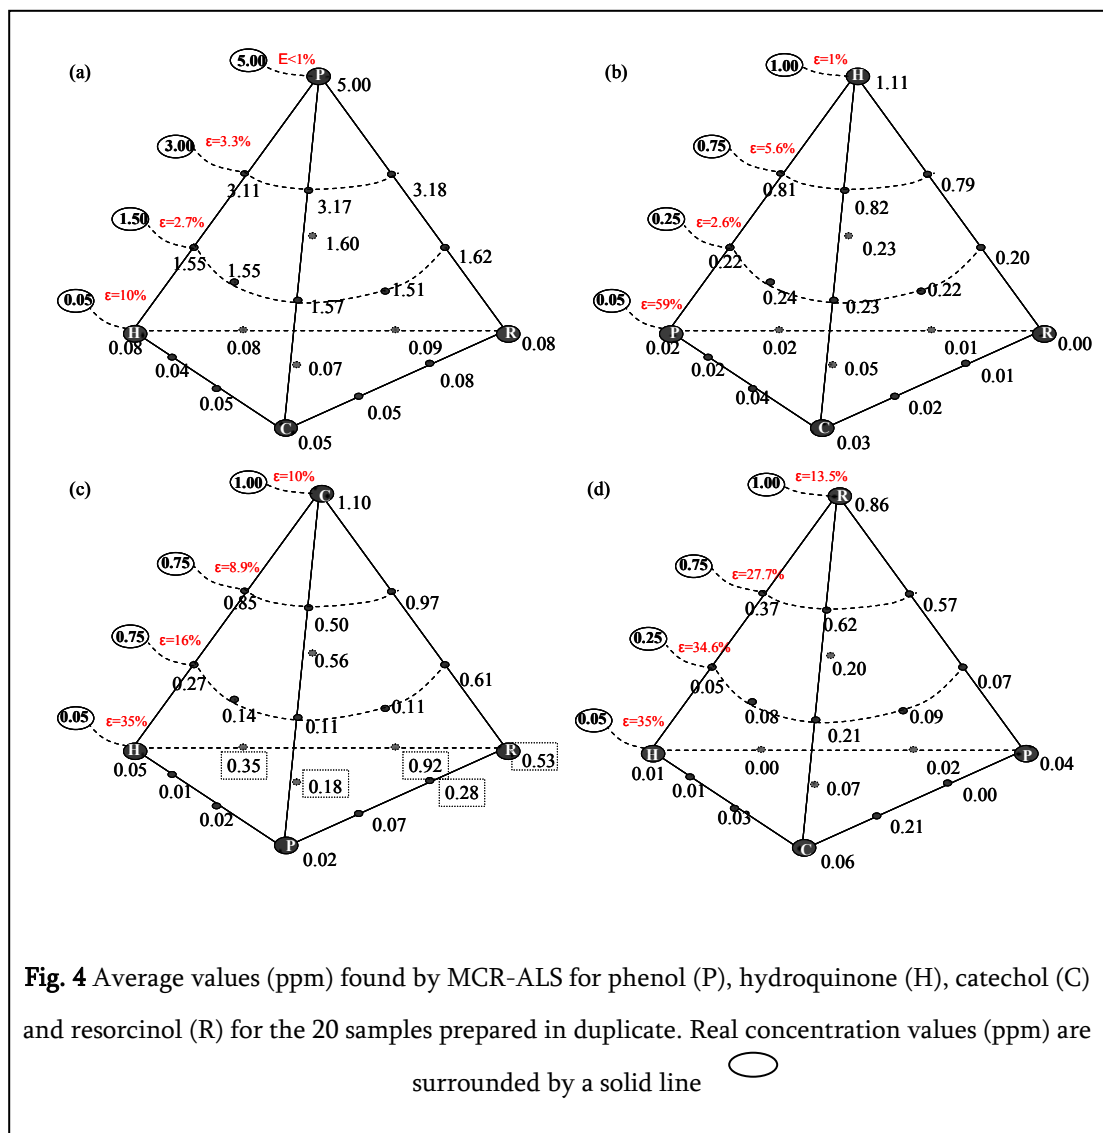 (a)
5.00 E<1%
P
5.00
3.00 ε=3.3%
3.11 3.17 3.18
1.50 ε=2.7%
1.60
1.55 1.55 1.57 1.51 1.62
0.05 ε=10%
H R
0.08 0.08 0.09 0.08
0.04 0.07 0.08
0.05 0.05
C
0.05
(b)
1.00 ε=1%
H
1.11
0.75 ε=5.6%
0.81 0.82 0.79
0.25 ε=2.6%
0.23
0.22 0.24 0.23 0.22 0.20
0.05 ε=59%
P R
0.02 0.02 0.01 0.00
0.02 0.05 0.01
0.04 0.02
C
0.03
(c)
1.00 ε=10%
C
1.10
0.75 ε=8.9%
0.85 0.50 0.97
0.75 ε=16%
0.56
0.27 0.14 0.11 0.11 0.61
0.05 ε=35%
H R
0.05 0.35 0.92 0.53
0.01 0.18 0.28
0.02 0.07
P
0.02
(d)
1.00 ε=13.5%
R
0.86
0.75 ε=27.7%
0.37 0.62 0.57
0.25 ε=34.6%
0.20
0.05 0.08 0.21 0.09 0.07
0.05 ε=35%
H P
0.01 0.00 0.02 0.04
0.01 0.07 0.00
0.03 0.21
C
0.06
Fig. 4 Average values (ppm) found by MCR-ALS for phenol (P), hydroquinone (H), catechol (C)
and resorcinol (R) for the 20 samples prepared in duplicate. Real concentration values (ppm) are
surrounded by a solid line